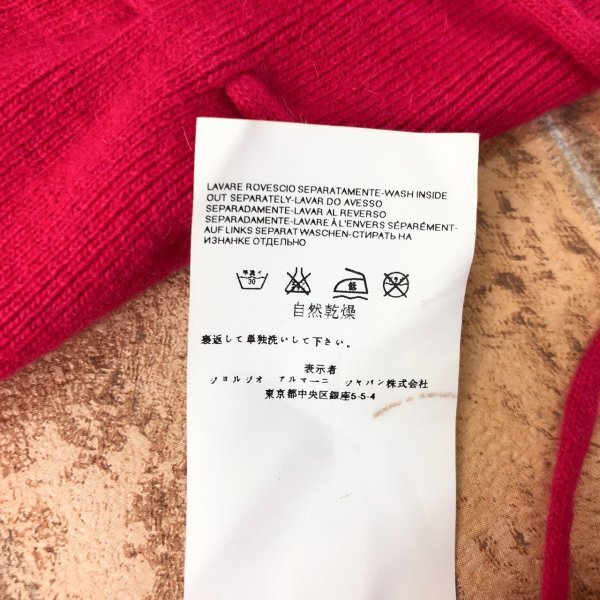 LAVARE ROVESCIO SEPARATAMENTE-WASH INSIDE
OUT SEPARATELY-LAVAR DO AVESSO
SEPARADAMENTE-LAVAR AL REVERSO
SEPARADAMENTE-LAVARE À L'ENVERS SÉPARÉMENT-
AUF LINKS SEPARAT WASCHEN-СТИРАТЬ НА
ИЗНАНКЕ ОТДЕЛЬНО
手洗イ 30 低
自然乾燥
裏返して単独洗いして下さい。
表示者
ジョルジオ アルマーニ ジャパン株式会社
東京都中央区銀座5-5-4